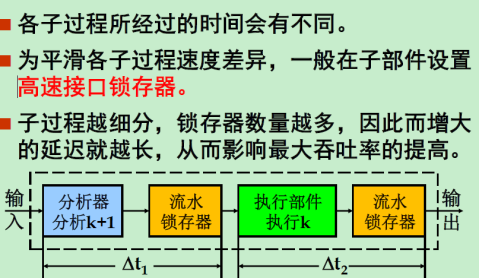 各子过程所经过的时间会有不同。
为平滑各子过程速度差异，一般在子部件设置
高速接口锁存器。
子过程越细分，锁存器数量越多，因此而增大
的延迟就越长，从而影响最大吞吐率的提高。
输入
分析器
分析k+1
流水
锁存器
执行部件
执行k
流水
锁存器
输出
Δt1
Δt2